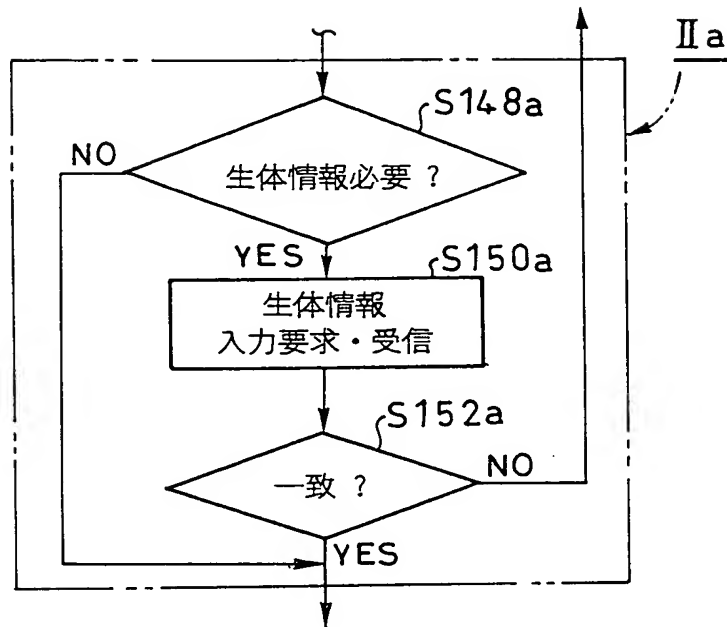 IIa
S148a
NO
生体情報必要 ?
YES
S150a
生体情報
入力要求・受信
S152a
NO
一致 ?
YES